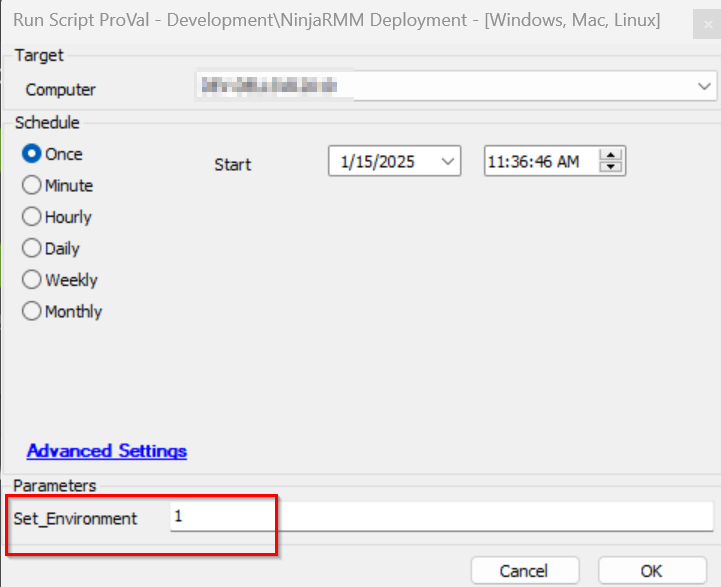 Run Script ProVal - Development\NinjaRMM Deployment - [Windows, Mac, Linux]
Target
Computer
Schedule
Once
Start
1/15/2025
11:36:46 AM
Minute
Hourly
Daily
Weekly
Monthly
Advanced Settings
Parameters
Set_Environment
1
Cancel
OK